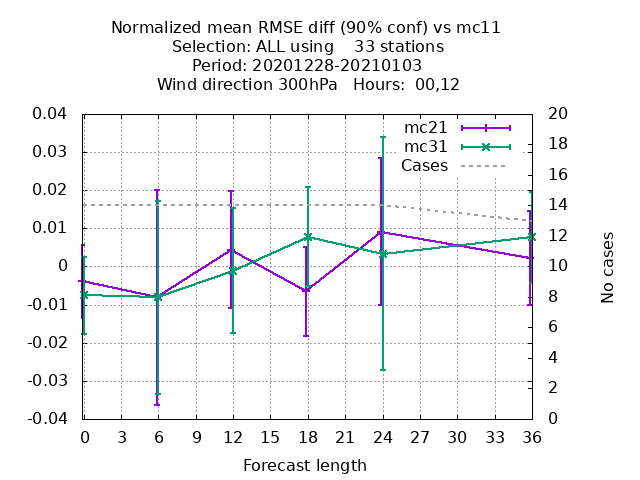 Normalized mean RMSE diff (90% conf) vs mc11
Selection: ALL using    33 stations
Period: 20201228-20210103
Wind direction 300hPa   Hours:  00,12
0.04
0.03
0.02
0.01
0
-0.01
-0.02
-0.03
-0.04
20
18
16
14
12
10
8
6
4
2
0
mc21
mc31
Cases
No cases
0 3 6 9 12 15 18 21 24 27 30 33 36
Forecast length